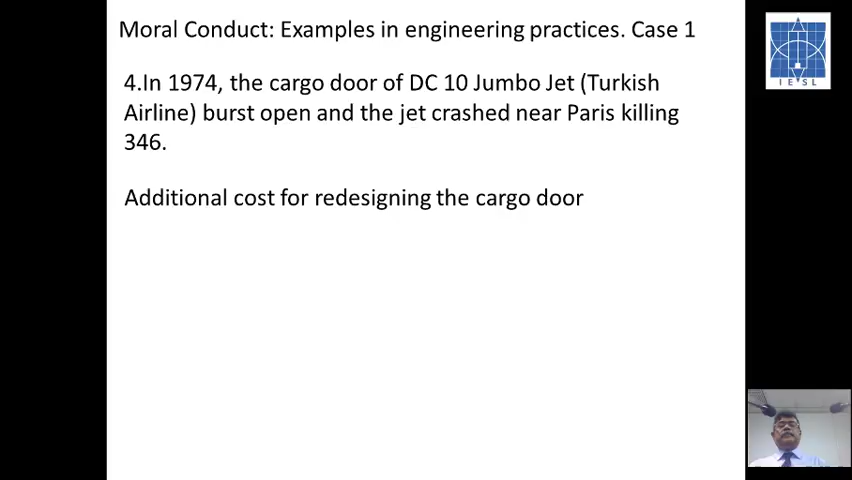 Moral Conduct: Examples in engineering practices. Case 1
4.In 1974, the cargo door of DC 10 Jumbo Jet (Turkish
Airline) burst open and the jet crashed near Paris killing
346.
Additional cost for redesigning the cargo door
I E S L